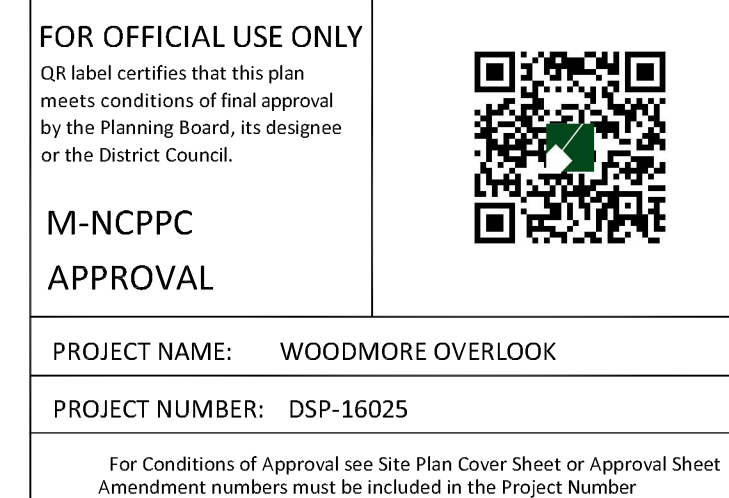 FOR OFFICIAL USE ONLY
QR label certifies that this plan
meets conditions of final approval
by the Planning Board, its designee
or the District Council.
M-NCPPC
APPROVAL
PROJECT NAME: WOODMORE OVERLOOK
PROJECT NUMBER: DSP-16025
For Conditions of Approval see Site Plan Cover Sheet or Approval Sheet
Amendment numbers must be included in the Project Number